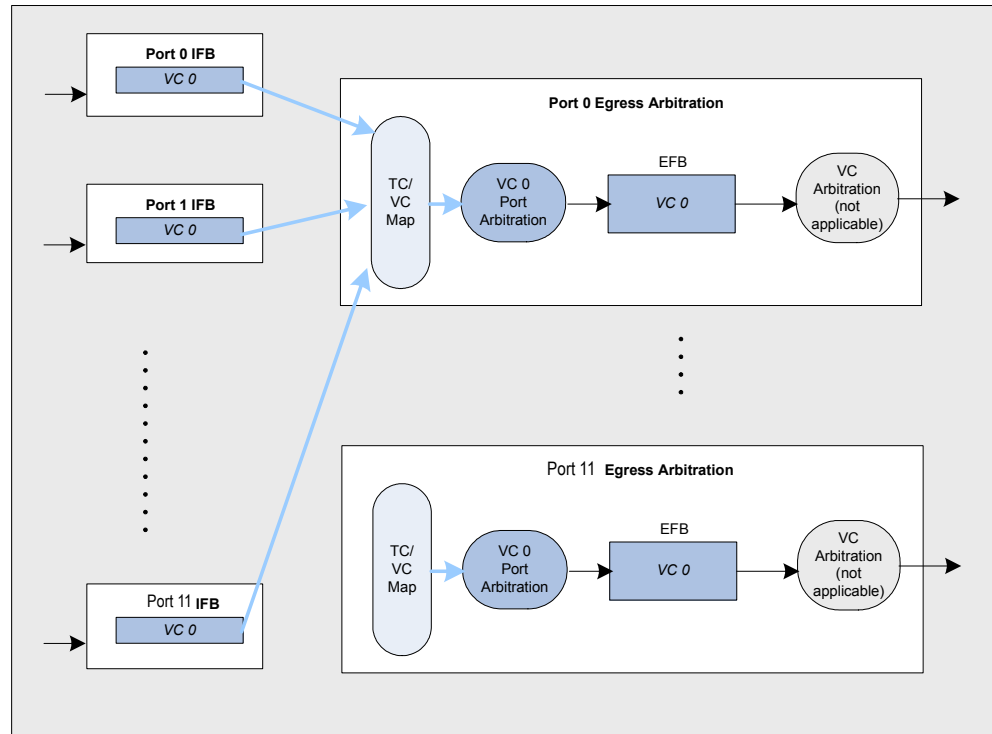 Port 0 IFB
VC 0
Port 1 IFB
VC 0
Port 11 IFB
VC 0
Port 0 Egress Arbitration
TC/
VC
Map
VC 0
Port
Arbitration
EFB
VC 0
VC
Arbitration
(not
applicable)
Port 11 Egress Arbitration
TC/
VC
Map
VC 0
Port
Arbitration
EFB
VC 0
VC
Arbitration
(not
applicable)